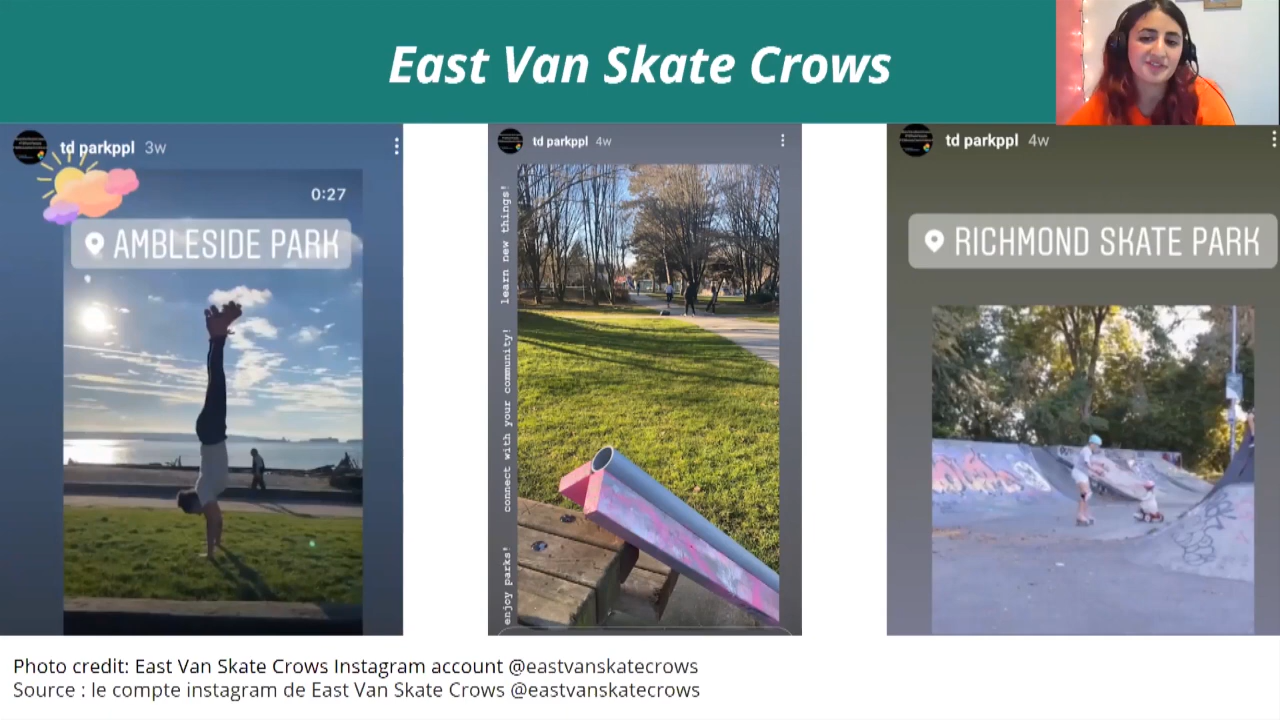 East Van Skate Crows
td parkppl 3w
0:27
AMBLESIDE PARK
td parkppl 4w
enjoy parks! connect with your community! learn new things!
td parkppl 4w
RICHMOND SKATE PARK
Photo credit: East Van Skate Crows Instagram account @eastvanskatecrows
Source : le compte instagram de East Van Skate Crows @eastvanskatecrows